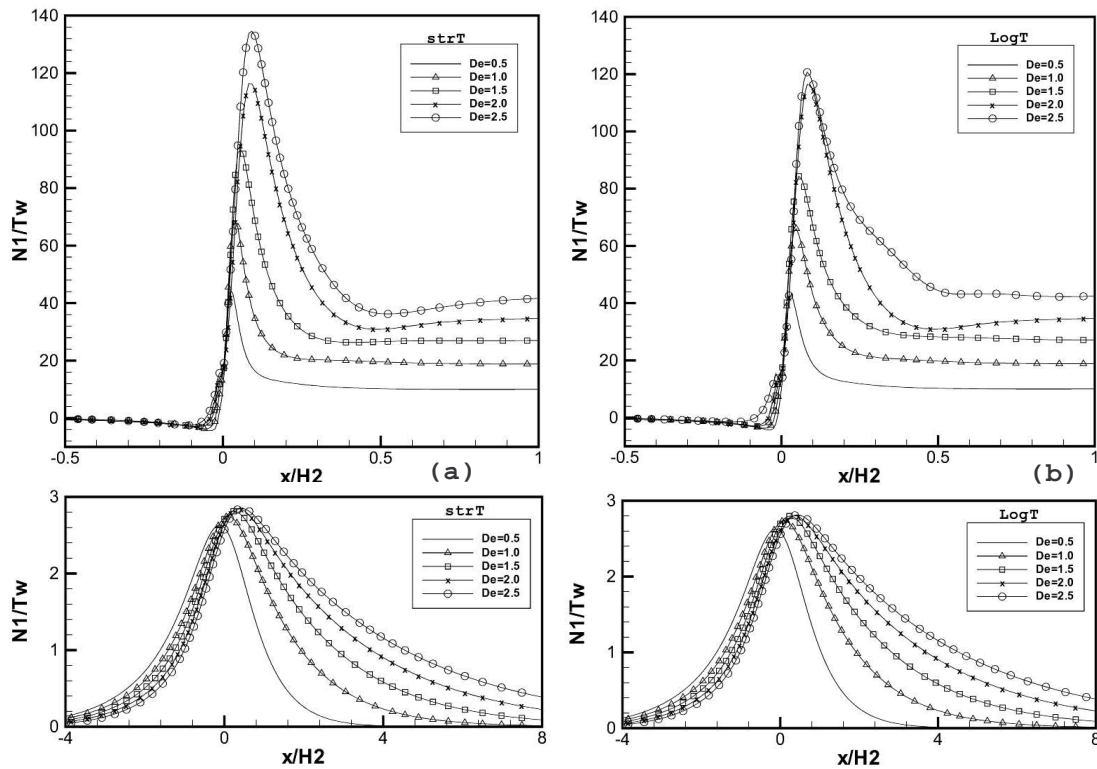 140
120
100
80
60
40
20
0
N1/Tw
strT
De=0.5
De=1.0
De=1.5
De=2.0
De=2.5
-0.5
0
0.5
1
x/H2
(a)
140
120
100
80
60
40
20
0
N1/Tw
LogT
De=0.5
De=1.0
De=1.5
De=2.0
De=2.5
-0.5
0
0.5
1
x/H2
(b)
3
2
1
0
N1/Tw
strT
De=0.5
De=1.0
De=1.5
De=2.0
De=2.5
-4
0
4
8
x/H2
3
2
1
0
N1/Tw
LogT
De=0.5
De=1.0
De=1.5
De=2.0
De=2.5
-4
0
4
8
x/H2